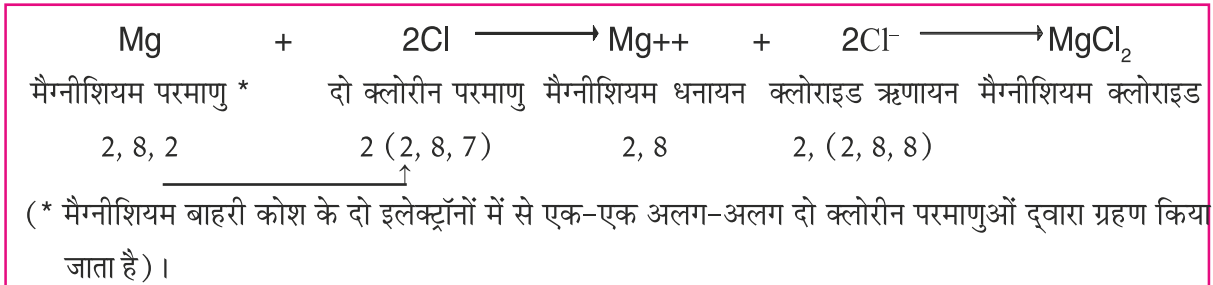 Mg + 2Cl ⟶ Mg++ + 2Cl⁻ ⟶ MgCl₂
मैग्नीशियम परमाणु * दो क्लोरीन परमाणु मैग्नीशियम धनायन क्लोराइड ऋणायन मैग्नीशियम क्लोराइड
2, 8, 2 2 (2, 8, 7) 2, 8 2, (2, 8, 8)
(* मैग्नीशियम बाहरी कोश के दो इलेक्ट्रॉनों में से एक-एक अलग-अलग दो क्लोरीन परमाणुओं द्वारा ग्रहण किया
जाता है)।